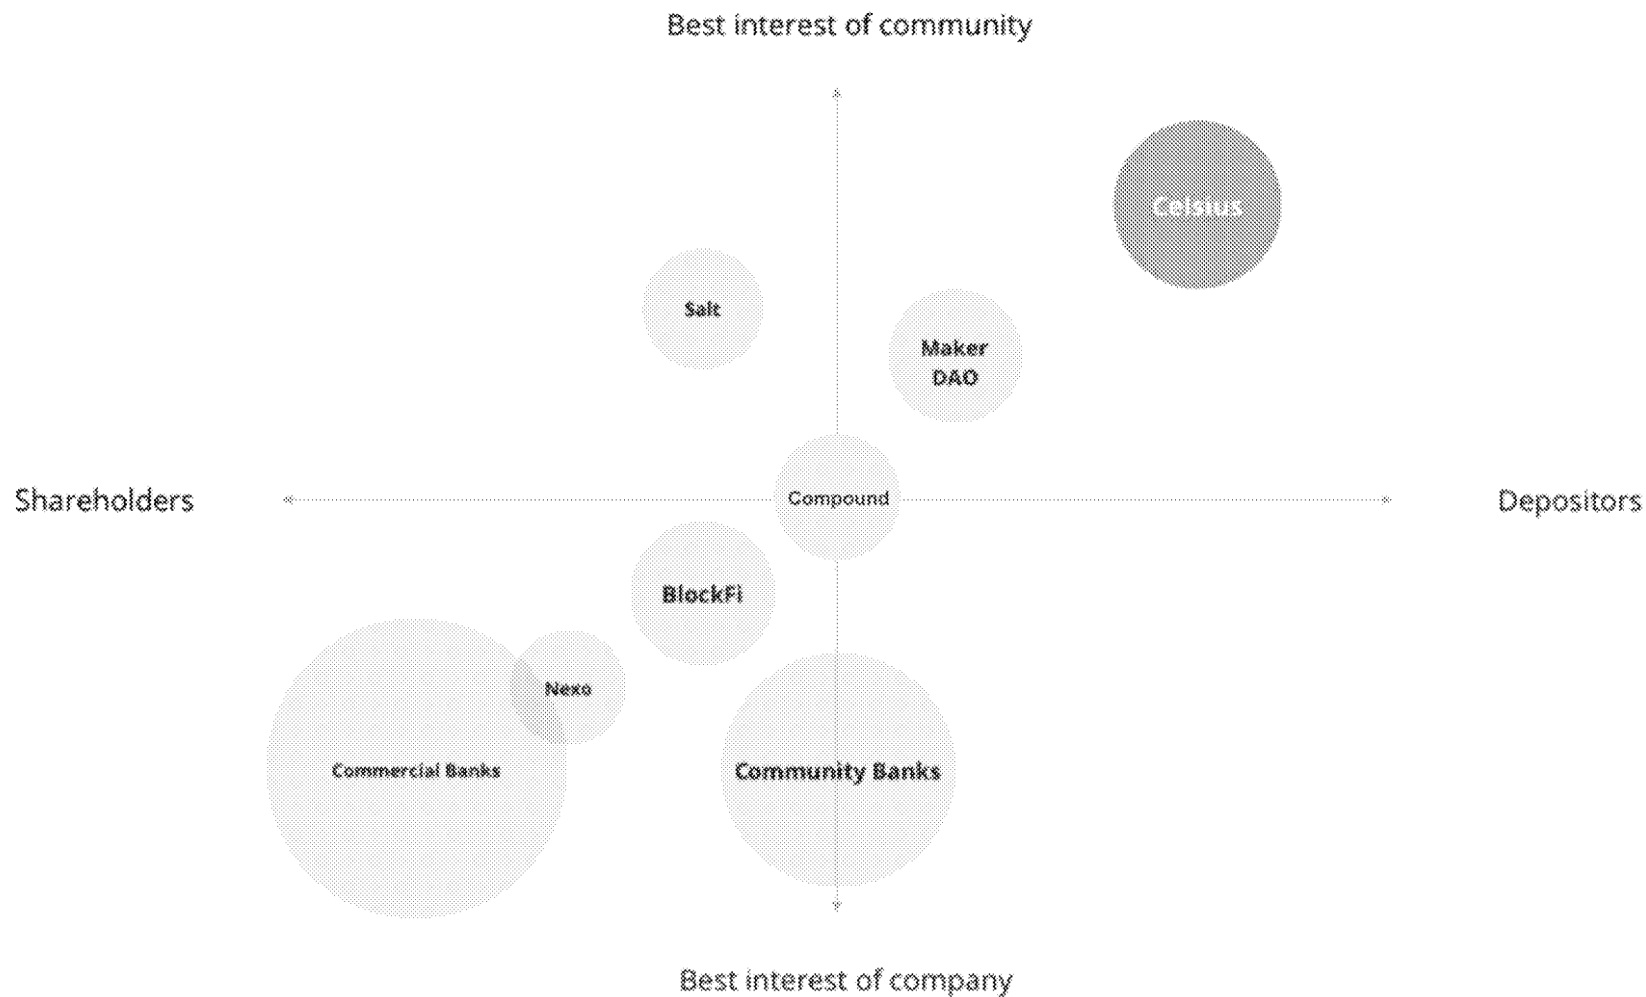 Best interest of community
Celsius
Salt
Maker
DAO
Shareholders
Compound
Depositors
BlockFi
Nexo
Commercial Banks
Community Banks
Best interest of company